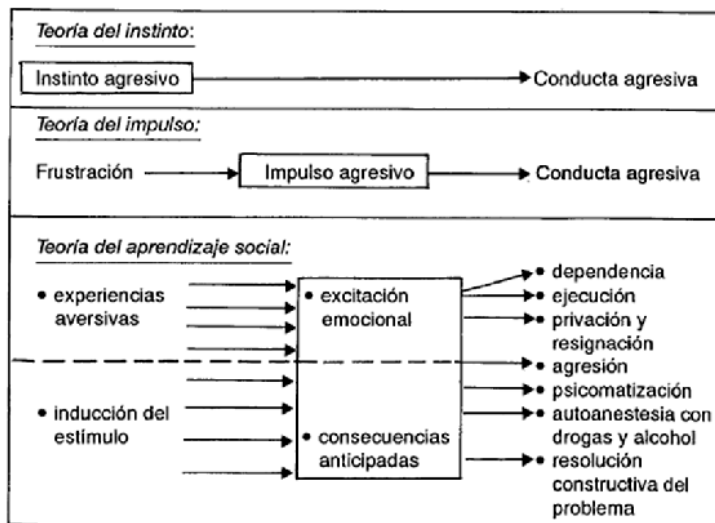 Teoría del instinto:
Instinto agresivo
Conducta agresiva
Teoría del impulso:
Frustración
Impulso agresivo
Conducta agresiva
Teoría del aprendizaje social:
• experiencias
aversivas
• inducción del
estímulo
• excitación
emocional
• consecuencias
anticipadas
• dependencia
• ejecución
• privación y
resignación
• agresión
• psicomatización
• autoanestesia con
drogas y alcohol
• resolución
constructiva del
problema